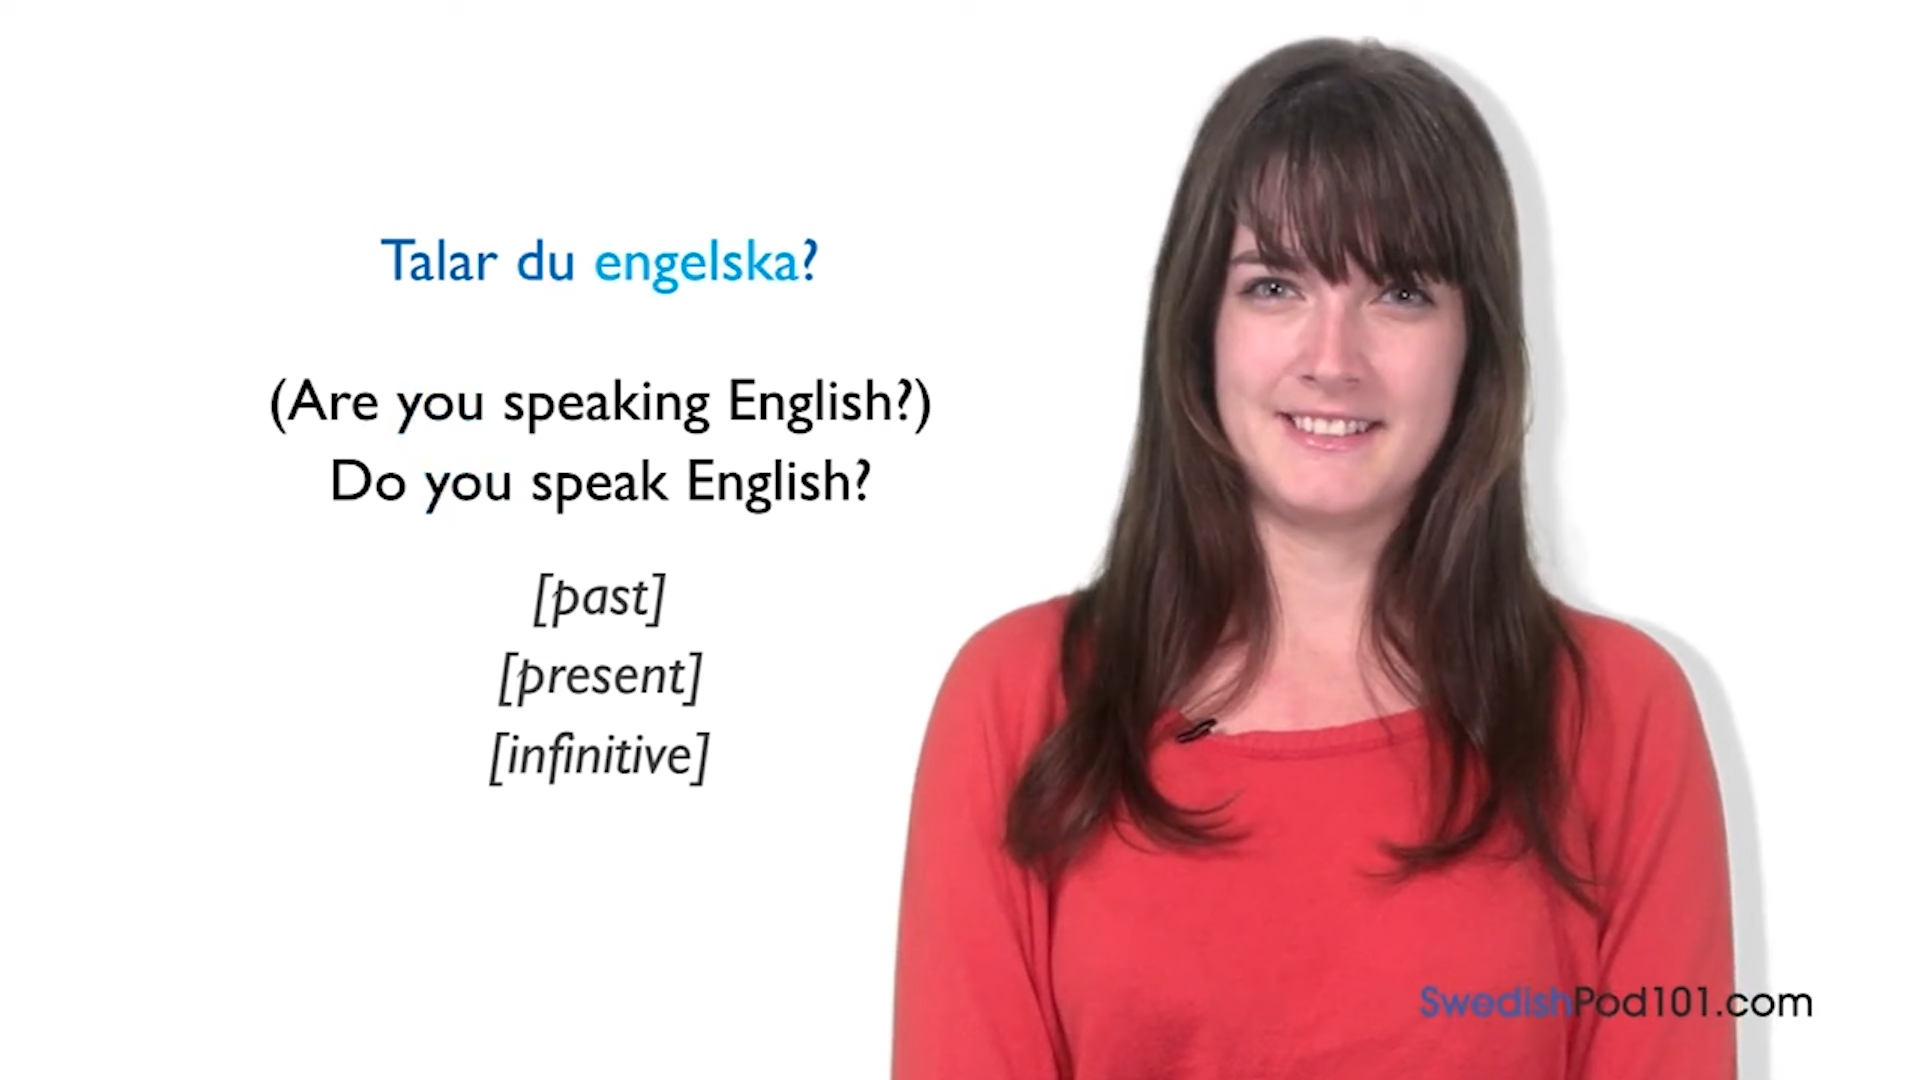 Talar du engelska?
(Are you speaking English?)
Do you speak English?
[past]
[present]
[infinitive]
SwedishPod101.com